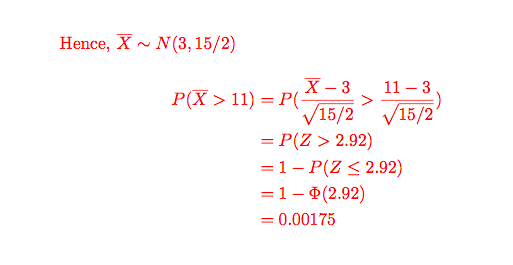 Hence, X̅ ∼ N(3, 15/2)
P(X̅ > 11) = P( (X̅ − 3)/√(15/2) > (11 − 3)/√(15/2) )
= P(Z > 2.92)
= 1 − P(Z ≤ 2.92)
= 1 − Φ(2.92)
= 0.00175